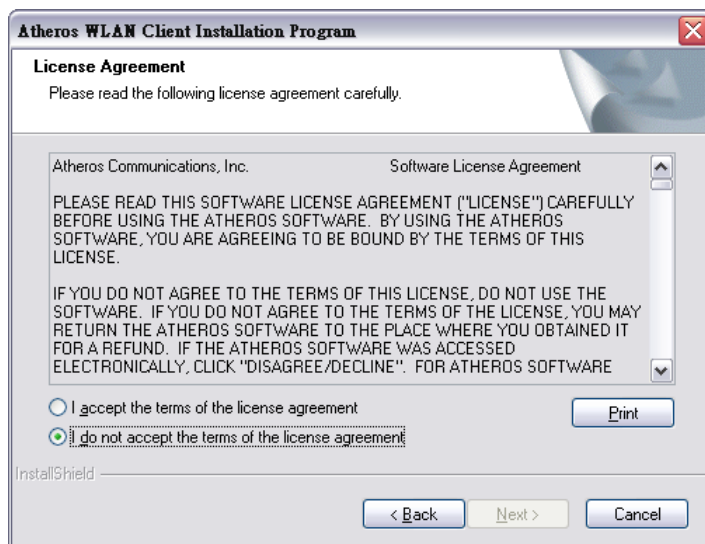 Atheros WLAN Client Installation Program
License Agreement
Please read the following license agreement carefully.
Atheros Communications, Inc. Software License Agreement
PLEASE READ THIS SOFTWARE LICENSE AGREEMENT ("LICENSE") CAREFULLY
BEFORE USING THE ATHEROS SOFTWARE. BY USING THE ATHEROS
SOFTWARE, YOU ARE AGREEING TO BE BOUND BY THE TERMS OF THIS
LICENSE.
IF YOU DO NOT AGREE TO THE TERMS OF THIS LICENSE, DO NOT USE THE
SOFTWARE. IF YOU DO NOT AGREE TO THE TERMS OF THE LICENSE, YOU MAY
RETURN THE ATHEROS SOFTWARE TO THE PLACE WHERE YOU OBTAINED IT
FOR A REFUND. IF THE ATHEROS SOFTWARE WAS ACCESSED
ELECTRONICALLY, CLICK "DISAGREE/DECLINE". FOR ATHEROS SOFTWARE
I accept the terms of the license agreement
Print
I do not accept the terms of the license agreement
InstallShield
< Back
Next >
Cancel